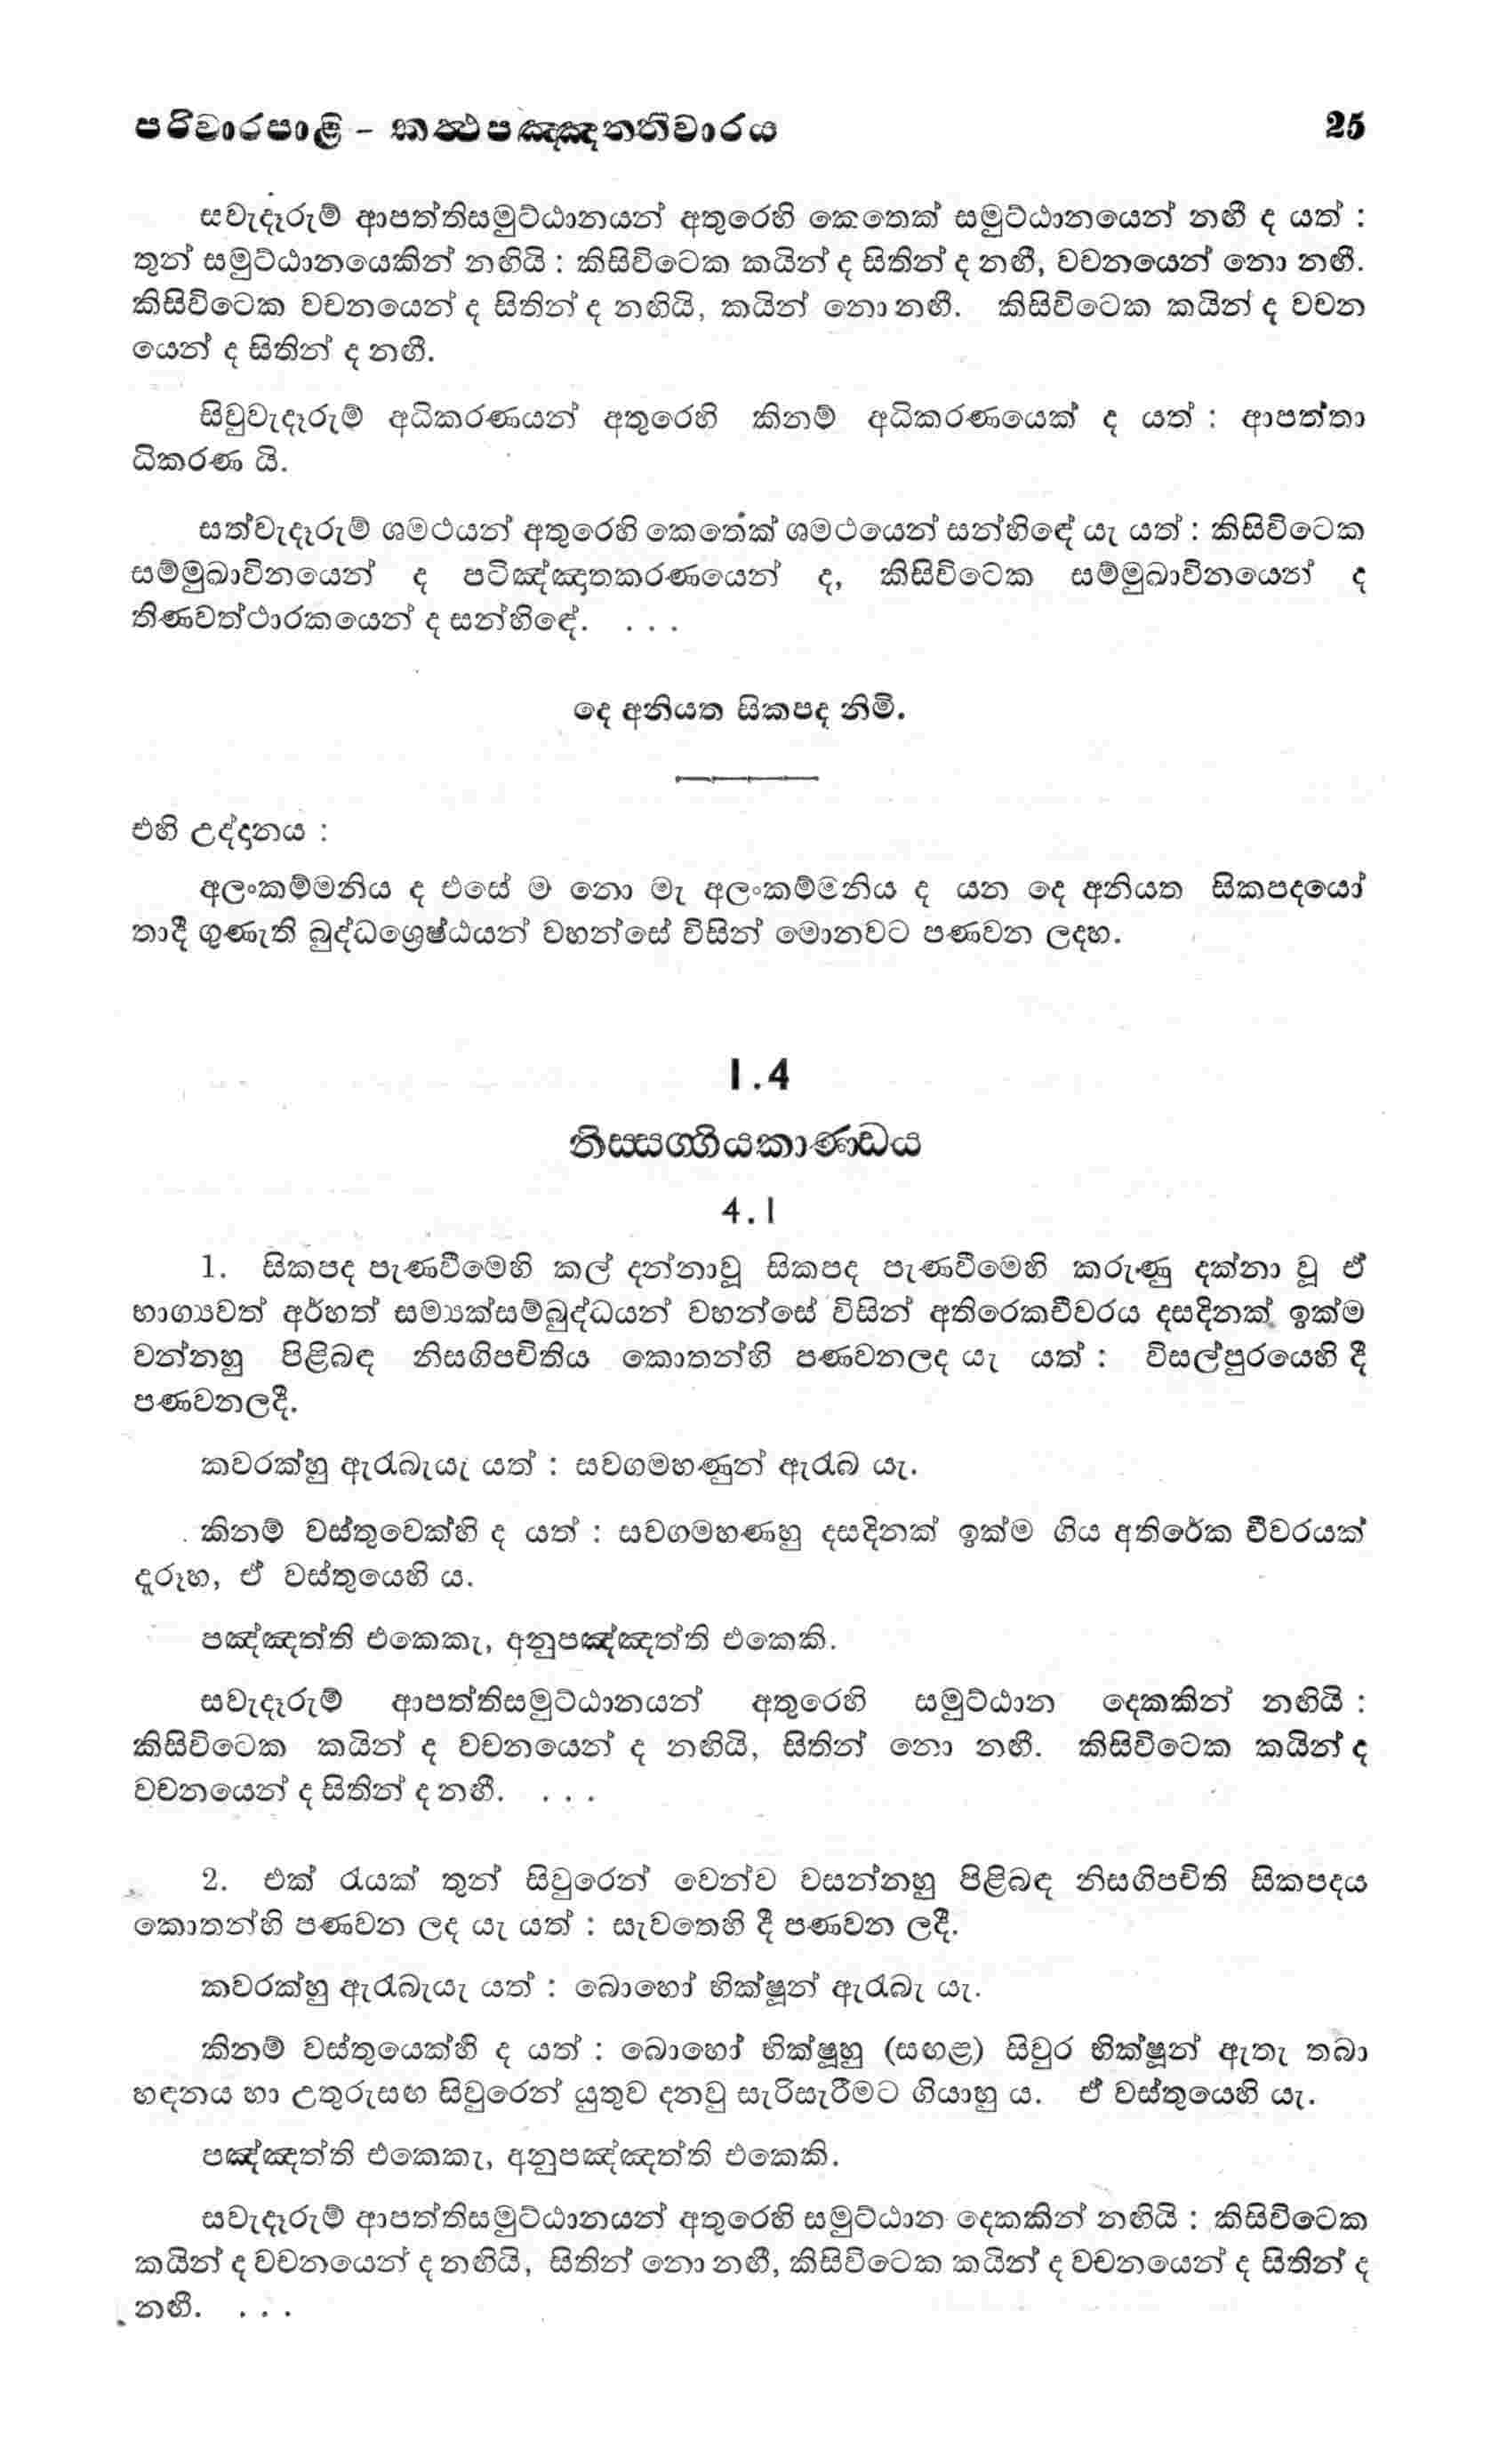 පරිවාරපාළි - කත්‍ථපඤ්ඤත්තිවාරය 25
සවැදෑරුම් ආපත්තිසමුට්ඨානයන් අතුරෙහි කෙතෙක් සමුට්ඨානයෙන් නඟී ද යත් :
තුන් සමුට්ඨානයෙකින් නඟියි : කිසිවිටෙක කයින් ද සිතින් ද නඟී, වචනයෙන් නො නඟී.
කිසිවිටෙක වචනයෙන් ද සිතින් ද නඟියි, කයින් නො නඟී. කිසිවිටෙක කයින් ද වචන
යෙන් ද සිතින් ද නඟී.
සිවුවැදෑරුම් අධිකරණයන් අතුරෙහි කිනම් අධිකරණයෙක් ද යත් : ආපත්තා
ධිකරණ යි.
සත්වැදෑරුම් ශමථයන් අතුරෙහි කෙතෙක් ශමථයෙන් සන්හිඳේ යැ යත් : කිසිවිටෙක
සම්මුඛාවිනයෙන් ද පටිඤ්ඤාතකරණයෙන් ද, කිසිවිටෙක සම්මුඛාවිනයෙන් ද
තිණවත්ථාරකයෙන් ද සන්හිඳේ. . . .
දෙ අනියත සිකපද නිමි.
එහි උද්දානය :
අලංකම්මනිය ද එසේ ම නො මැ අලංකම්මනිය ද යන දෙ අනියත සිකපදයෝ
තාදී ගුණැති බුද්ධශ්‍රෙෂ්ඨයන් වහන්සේ විසින් මොනවට පණවන ලදහ.
1.4
නිස්සග්ගියකාණ්ඩය
4.1
1. සිකපද පැණවීමෙහි කල් දන්නාවූ සිකපද පැණවීමෙහි කරුණු දක්නා වූ ඒ
භාග්‍යවත් අර්හත් සම්‍යක්සම්බුද්ධයන් වහන්සේ විසින් අතිරෙකචීවරය දසදිනක් ඉක්ම
වන්නහු පිළිබඳ නිසගිපචිතිය කොතන්හි පණවනලද යැ යත් : විසල්පුරයෙහි දී
පණවනලදී.
කවරක්හු ඇරැබැයැ යත් : සවගමහණුන් ඇරැබ යැ.
කිනම් වස්තුවෙක්හි ද යත් : සවගමහණහු දසදිනක් ඉක්ම ගිය අතිරේක චීවරයක්
දැරූහ, ඒ වස්තුයෙහි ය.
පඤ්ඤත්ති එකෙකැ, අනුපඤ්ඤත්ති එකෙකි.
සවැදෑරුම් ආපත්තිසමුට්ඨානයන් අතුරෙහි සමුට්ඨාන දෙකකින් නඟියි :
කිසිවිටෙක කයින් ද වචනයෙන් ද නඟියි, සිතින් නො නඟී. කිසිවිටෙක කයින් ද
වචනයෙන් ද සිතින් ද නඟී. . . .
2. එක් රැයක් තුන් සිවුරෙන් වෙන්ව වසන්නහු පිළිබඳ නිසගිපචිති සිකපදය
කොතන්හි පණවන ලද යැ යත් : සැවතෙහි දී පණවන ලදී.
කවරක්හු ඇරැබැයැ යත් : බොහෝ භික්ෂූන් ඇරැබැ යැ.
කිනම් වස්තුයෙක්හි ද යත් : බොහෝ භික්ෂූහු (සඟළ) සිවුර භික්ෂූන් ඇතැ තබා
හඳනය හා උතුරුසඟ සිවුරෙන් යුතුව දනවු සැරිසැරීමට ගියාහු ය. ඒ වස්තුයෙහි යැ.
පඤ්ඤත්ති එකෙකැ, අනුපඤ්ඤත්ති එකෙකි.
සවැදෑරුම් ආපත්තිසමුට්ඨානයන් අතුරෙහි සමුට්ඨාන දෙකකින් නඟියි : කිසිවිටෙක
කයින් ද වචනයෙන් ද නඟියි, සිතින් නො නඟී, කිසිවිටෙක කයින් ද වචනයෙන් ද සිතින් ද
නඟී. . . .